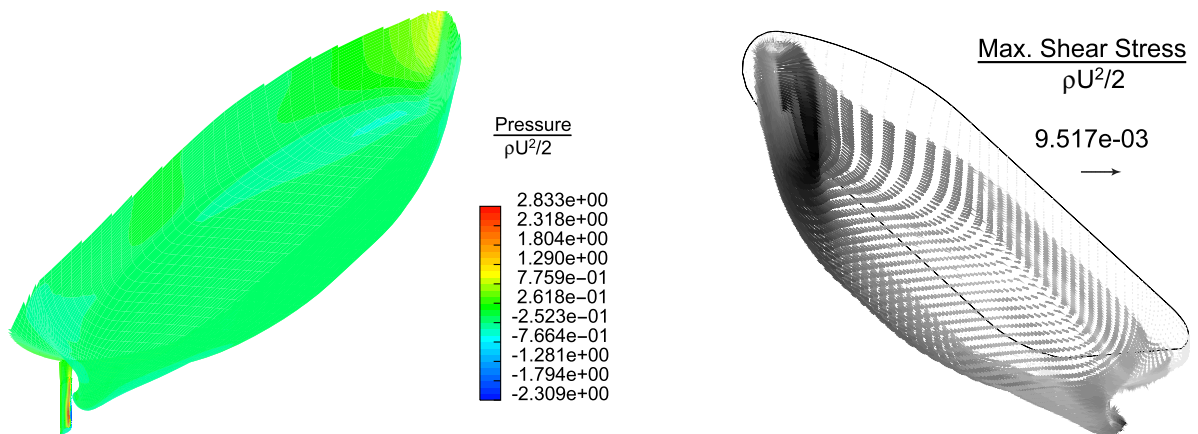 Pressure
ρU²/2
2.833e+00
2.318e+00
1.804e+00
1.290e+00
7.759e−01
2.618e−01
-2.523e−01
-7.664e−01
-1.281e+00
-1.794e+00
-2.309e+00
Max. Shear Stress
ρU²/2
9.517e-03